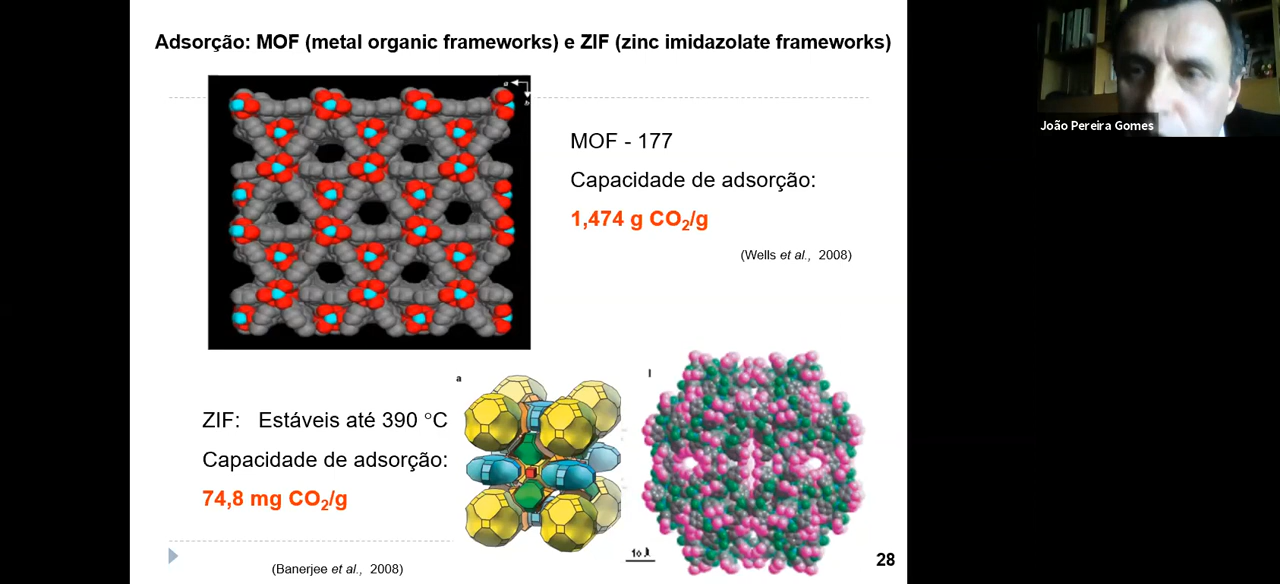 Adsorção: MOF (metal organic frameworks) e ZIF (zinc imidazolate frameworks)
João Pereira Gomes
a
b
MOF - 177
Capacidade de adsorção:
1,474 g CO₂/g
(Wells et al., 2008)
a
l
ZIF: Estáveis até 390 °C
Capacidade de adsorção:
74,8 mg CO₂/g
(Banerjee et al., 2008)
28